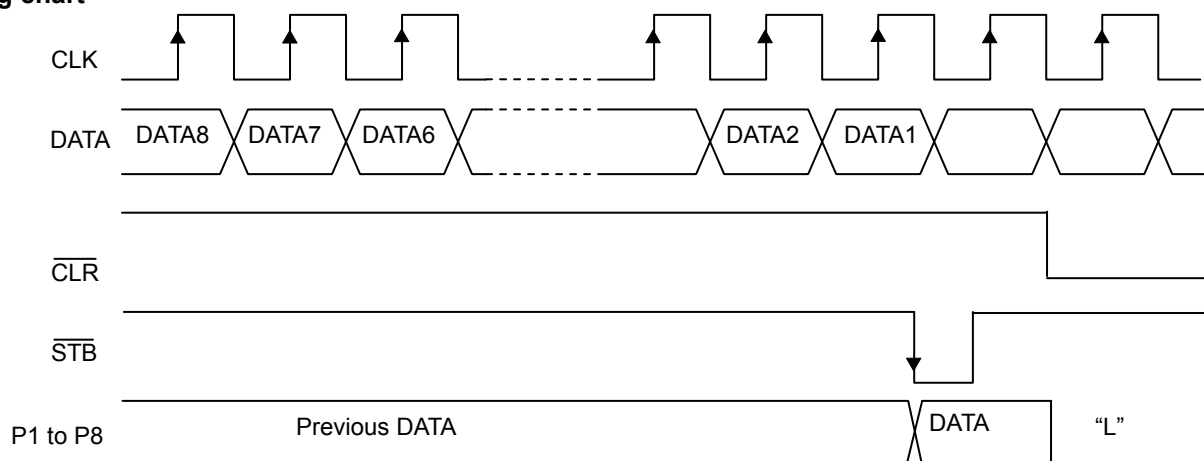 g chart
CLK
DATA DATA8 DATA7 DATA6 DATA2 DATA1
CLR
STB
P1 to P8 Previous DATA DATA “L”